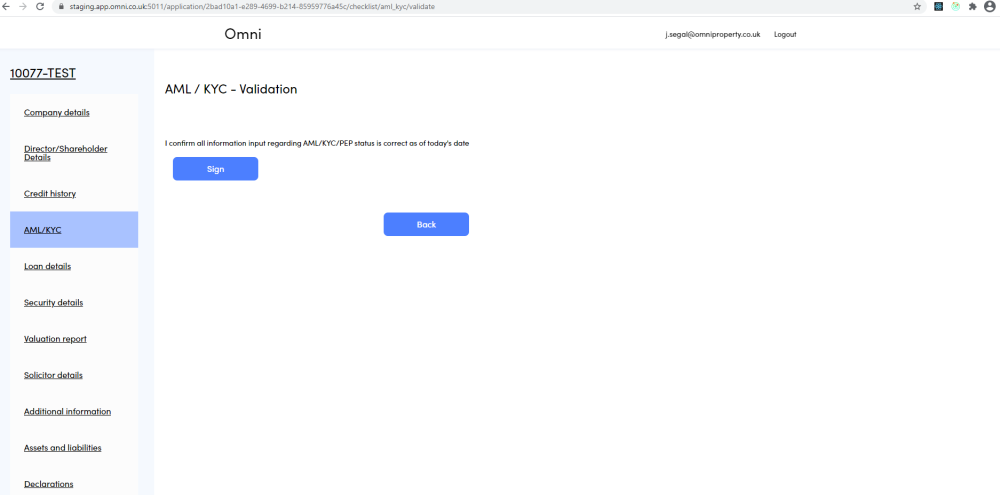 staging.app.omni.co.uk:5011/application/2bad10a1-e289-4699-b214-85959776a45c/checklist/aml_kyc/validate
Omni
j.segal@omniproperty.co.uk
Logout
10077-TEST
Company details
Director/Shareholder
Details
Credit history
AML/KYC
Loan details
Security details
Valuation report
Solicitor details
Additional information
Assets and liabilities
Declarations
AML / KYC - Validation
I confirm all information input regarding AML/KYC/PEP status is correct as of today's date
Sign
Back